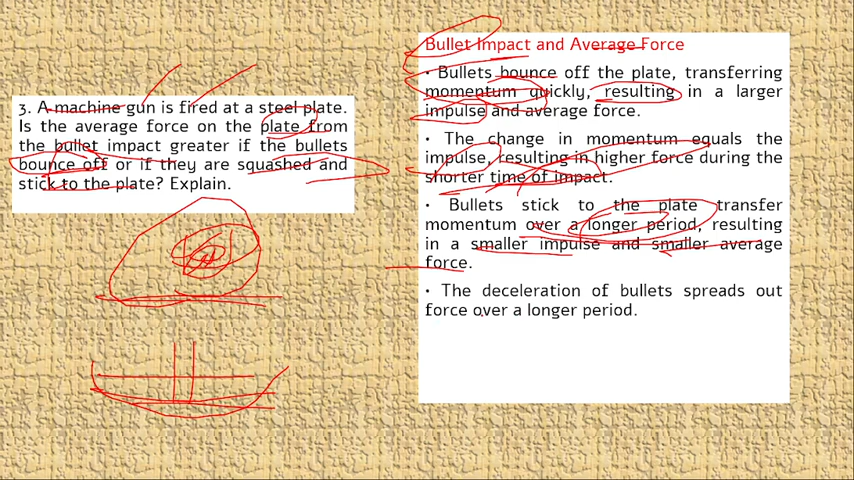 3. A machine gun is fired at a steel plate.
Is the average force on the plate from
the bullet impact greater if the bullets
bounce off or if they are squashed and
stick to the plate? Explain.
Bullet Impact and Average Force
• Bullets bounce off the plate, transferring
momentum quickly, resulting in a larger
impulse and average force.
• The change in momentum equals the
impulse, resulting in higher force during the
shorter time of impact.
• Bullets stick to the plate transfer
momentum over a longer period, resulting
in a smaller impulse and smaller average
force.
• The deceleration of bullets spreads out
force over a longer period.